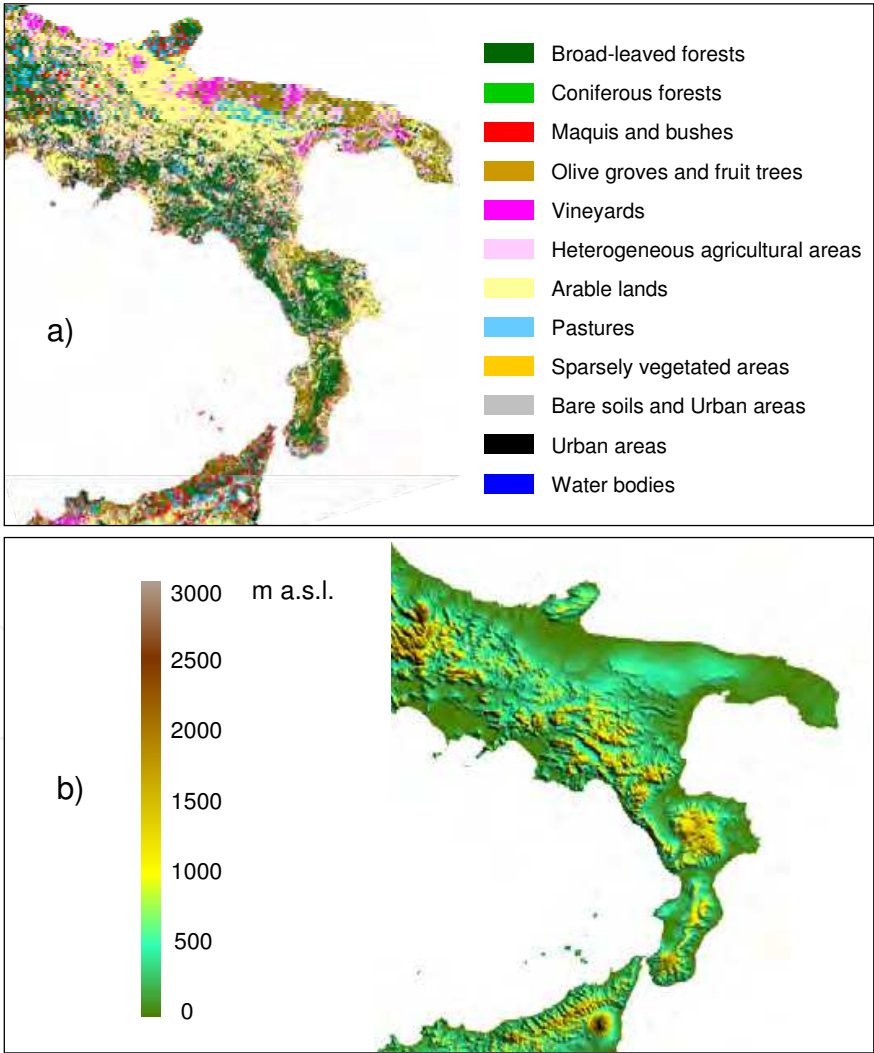 Broad-leaved forests
Coniferous forests
Maquis and bushes
Olive groves and fruit trees
Vineyards
Heterogeneous agricultural areas
Arable lands
a)
Pastures
Sparsely vegetated areas
Bare soils and Urban areas
Urban areas
Water bodies
3000 m a.s.l.
2500
2000
b)
1500
1000
500
0